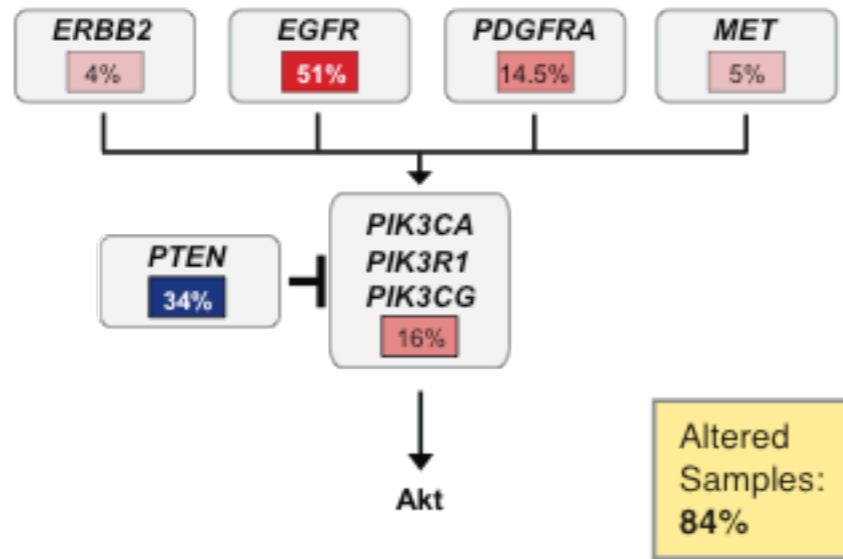 ERBB2
4%
EGFR
51%
PDGFRA
14.5%
MET
5%
PTEN
34%
PIK3CA
PIK3R1
PIK3CG
16%
Akt
Altered
Samples:
84%